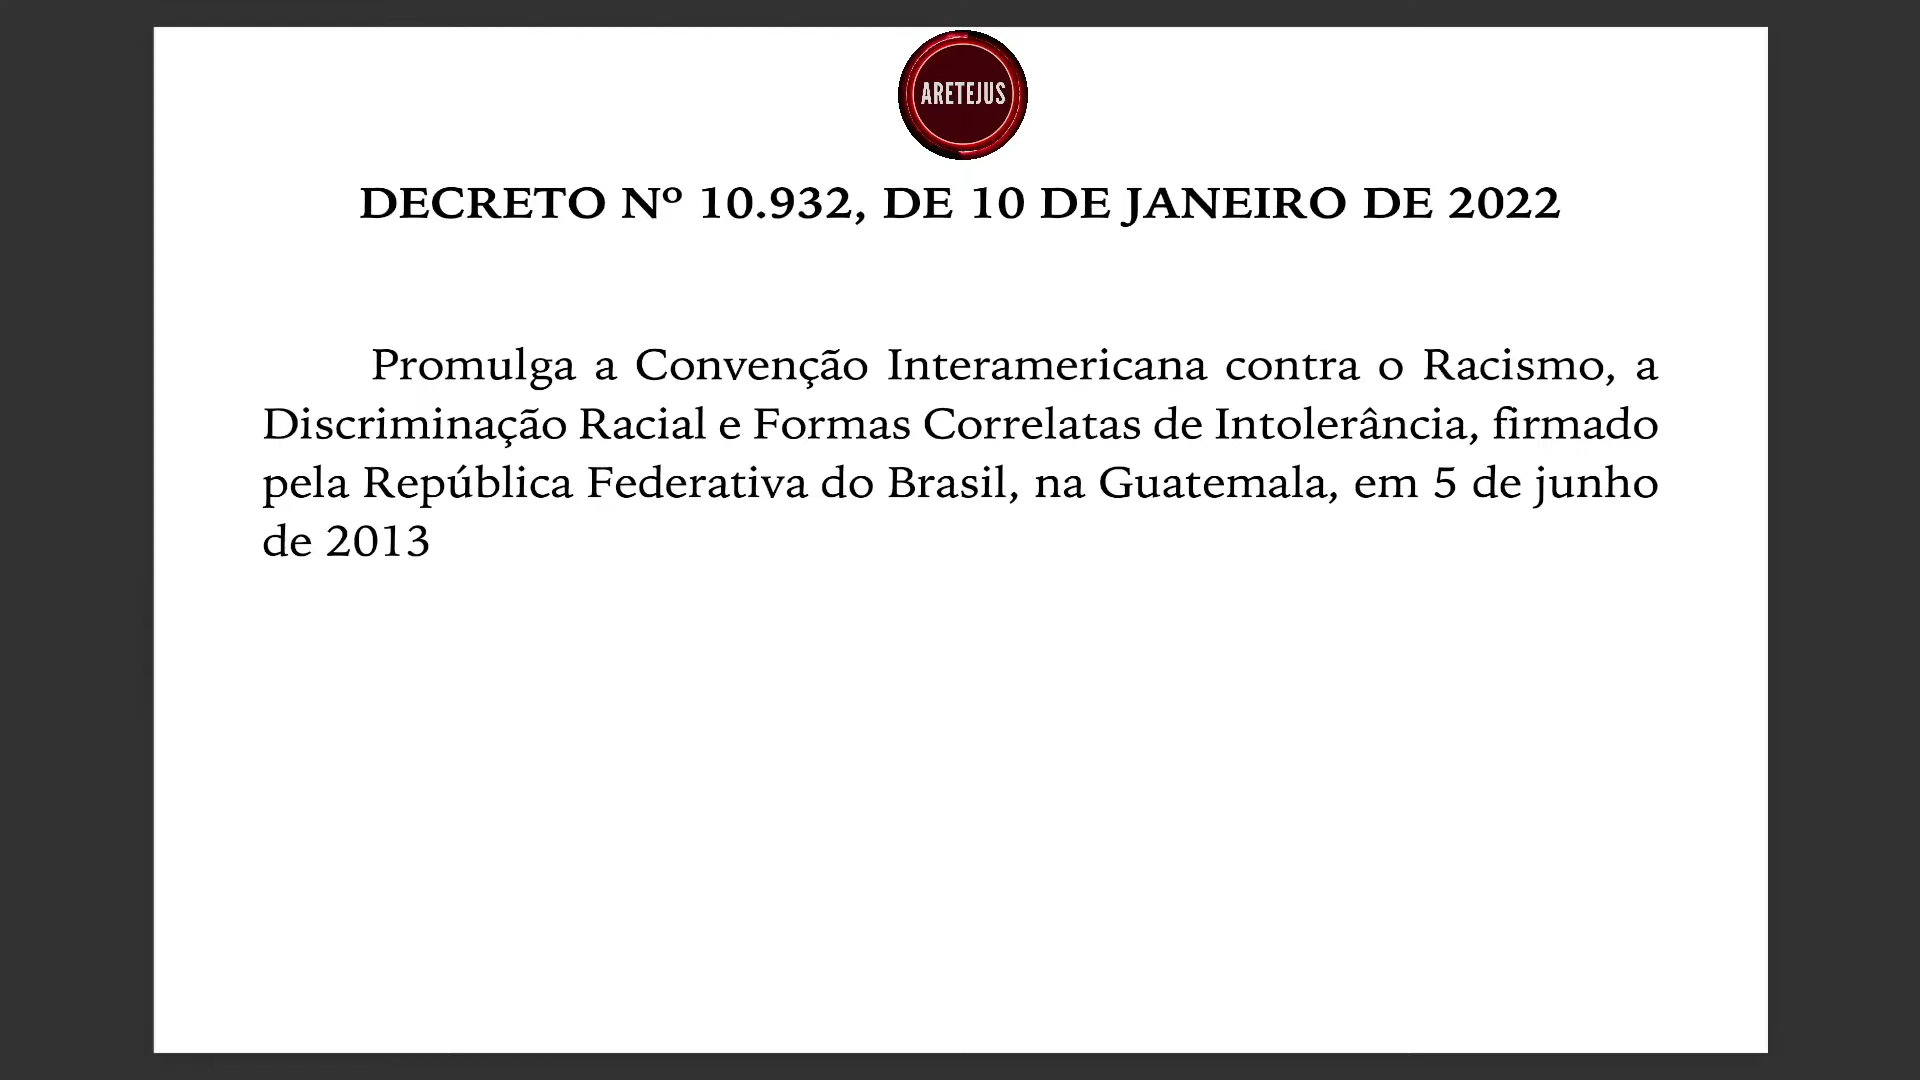 ARETEJUS
DECRETO Nº 10.932, DE 10 DE JANEIRO DE 2022
Promulga a Convenção Interamericana contra o Racismo, a
Discriminação Racial e Formas Correlatas de Intolerância, firmado
pela República Federativa do Brasil, na Guatemala, em 5 de junho
de 2013